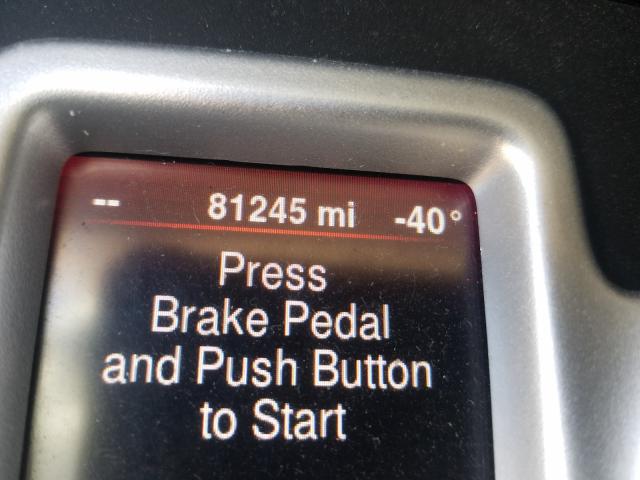 -- 81245 mi -40°
Press
Brake Pedal
and Push Button
to Start